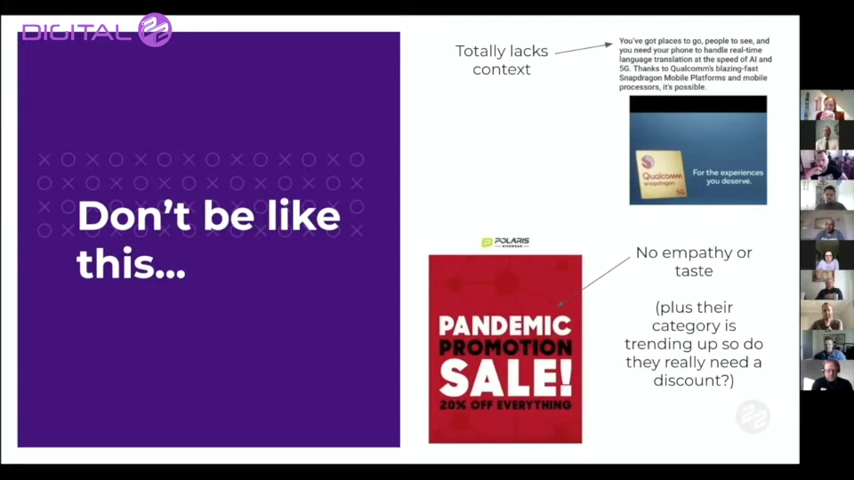 DIGITAL 22
Don't be like
this...
Totally lacks
context
You've got places to go, people to see, and
you need your phone to handle real-time
language translation at the speed of AI and
5G. Thanks to Qualcomm's blazing-fast
Snapdragon Mobile Platforms and mobile
processors, it's possible.
Qualcomm
snapdragon
5G
For the experiences
you deserve.
POLARIS
PANDEMIC
PROMOTION
SALE!
20% OFF EVERYTHING
No empathy or
taste
(plus their
category is
trending up so do
they really need a
discount?)
22